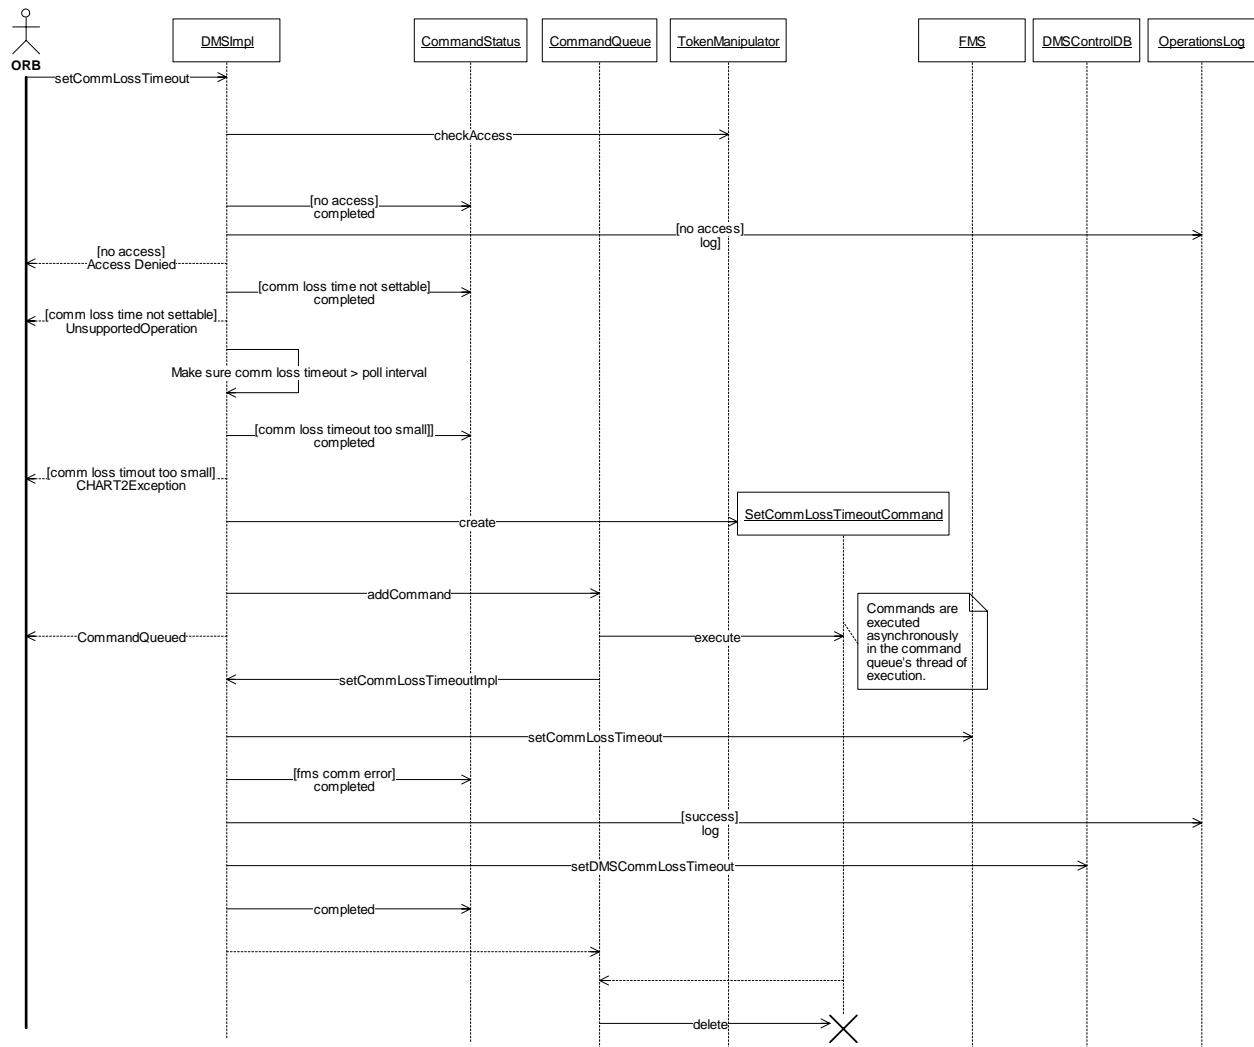 DMSImpl
CommandStatus
CommandQueue
TokenManipulator
FMS
DMSControlDB
OperationsLog
ORB
setCommLossTimeout
checkAccess
[no access]
completed
[no access]
log]
[no access]
Access Denied
[comm loss time not settable]
completed
[comm loss time not settable]
UnsupportedOperation
Make sure comm loss timeout > poll interval
[comm loss timeout too small]]
completed
[comm loss timout too small]
CHART2Exception
SetCommLossTimeoutCommand
create
addCommand
Commands are
executed
asynchronously
in the command
queue's thread of
execution.
CommandQueued
execute
setCommLossTimeoutImpl
setCommLossTimeout
[fms comm error]
completed
[success]
log
setDMSCommLossTimeout
completed
delete